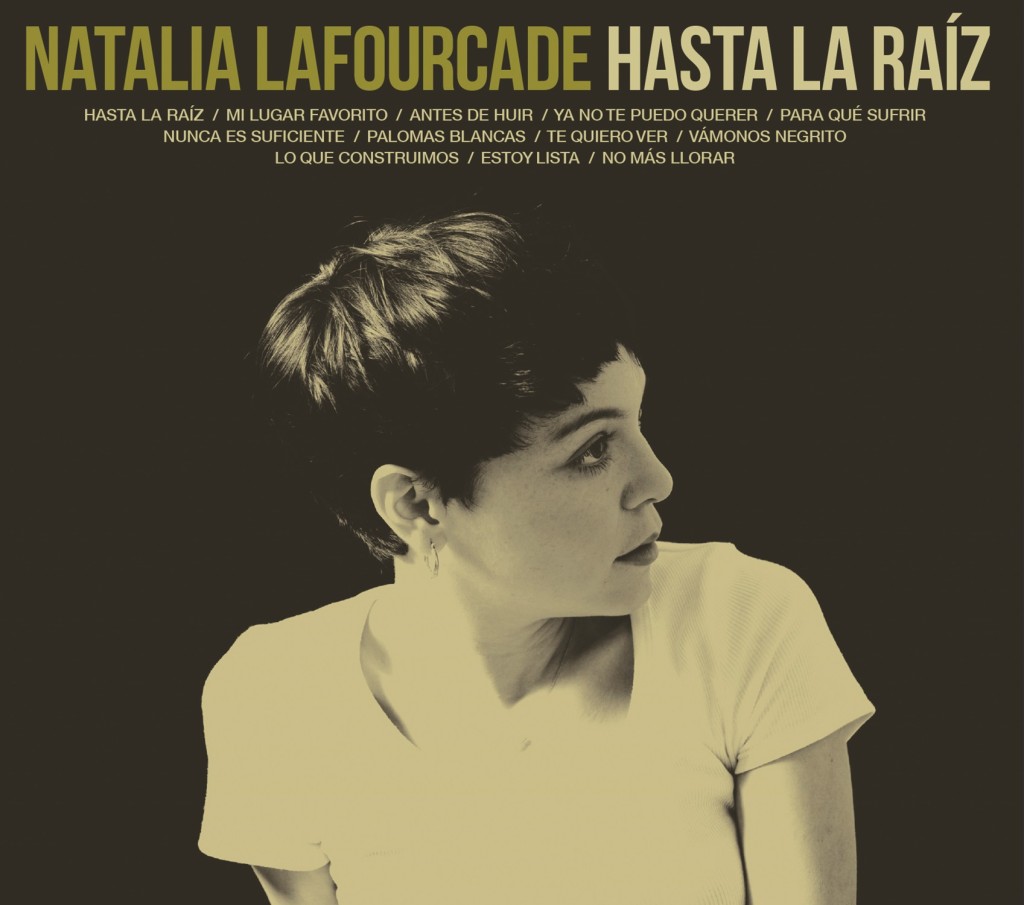 NATALIA LAFOURCADE HASTA LA RAÍZ
HASTA LA RAÍZ / MI LUGAR FAVORITO / ANTES DE HUIR / YA NO TE PUEDO QUERER / PARA QUÉ SUFRIR
NUNCA ES SUFICIENTE / PALOMAS BLANCAS / TE QUIERO VER / VÁMONOS NEGRITO
LO QUE CONSTRUIMOS / ESTOY LISTA / NO MÁS LLORAR